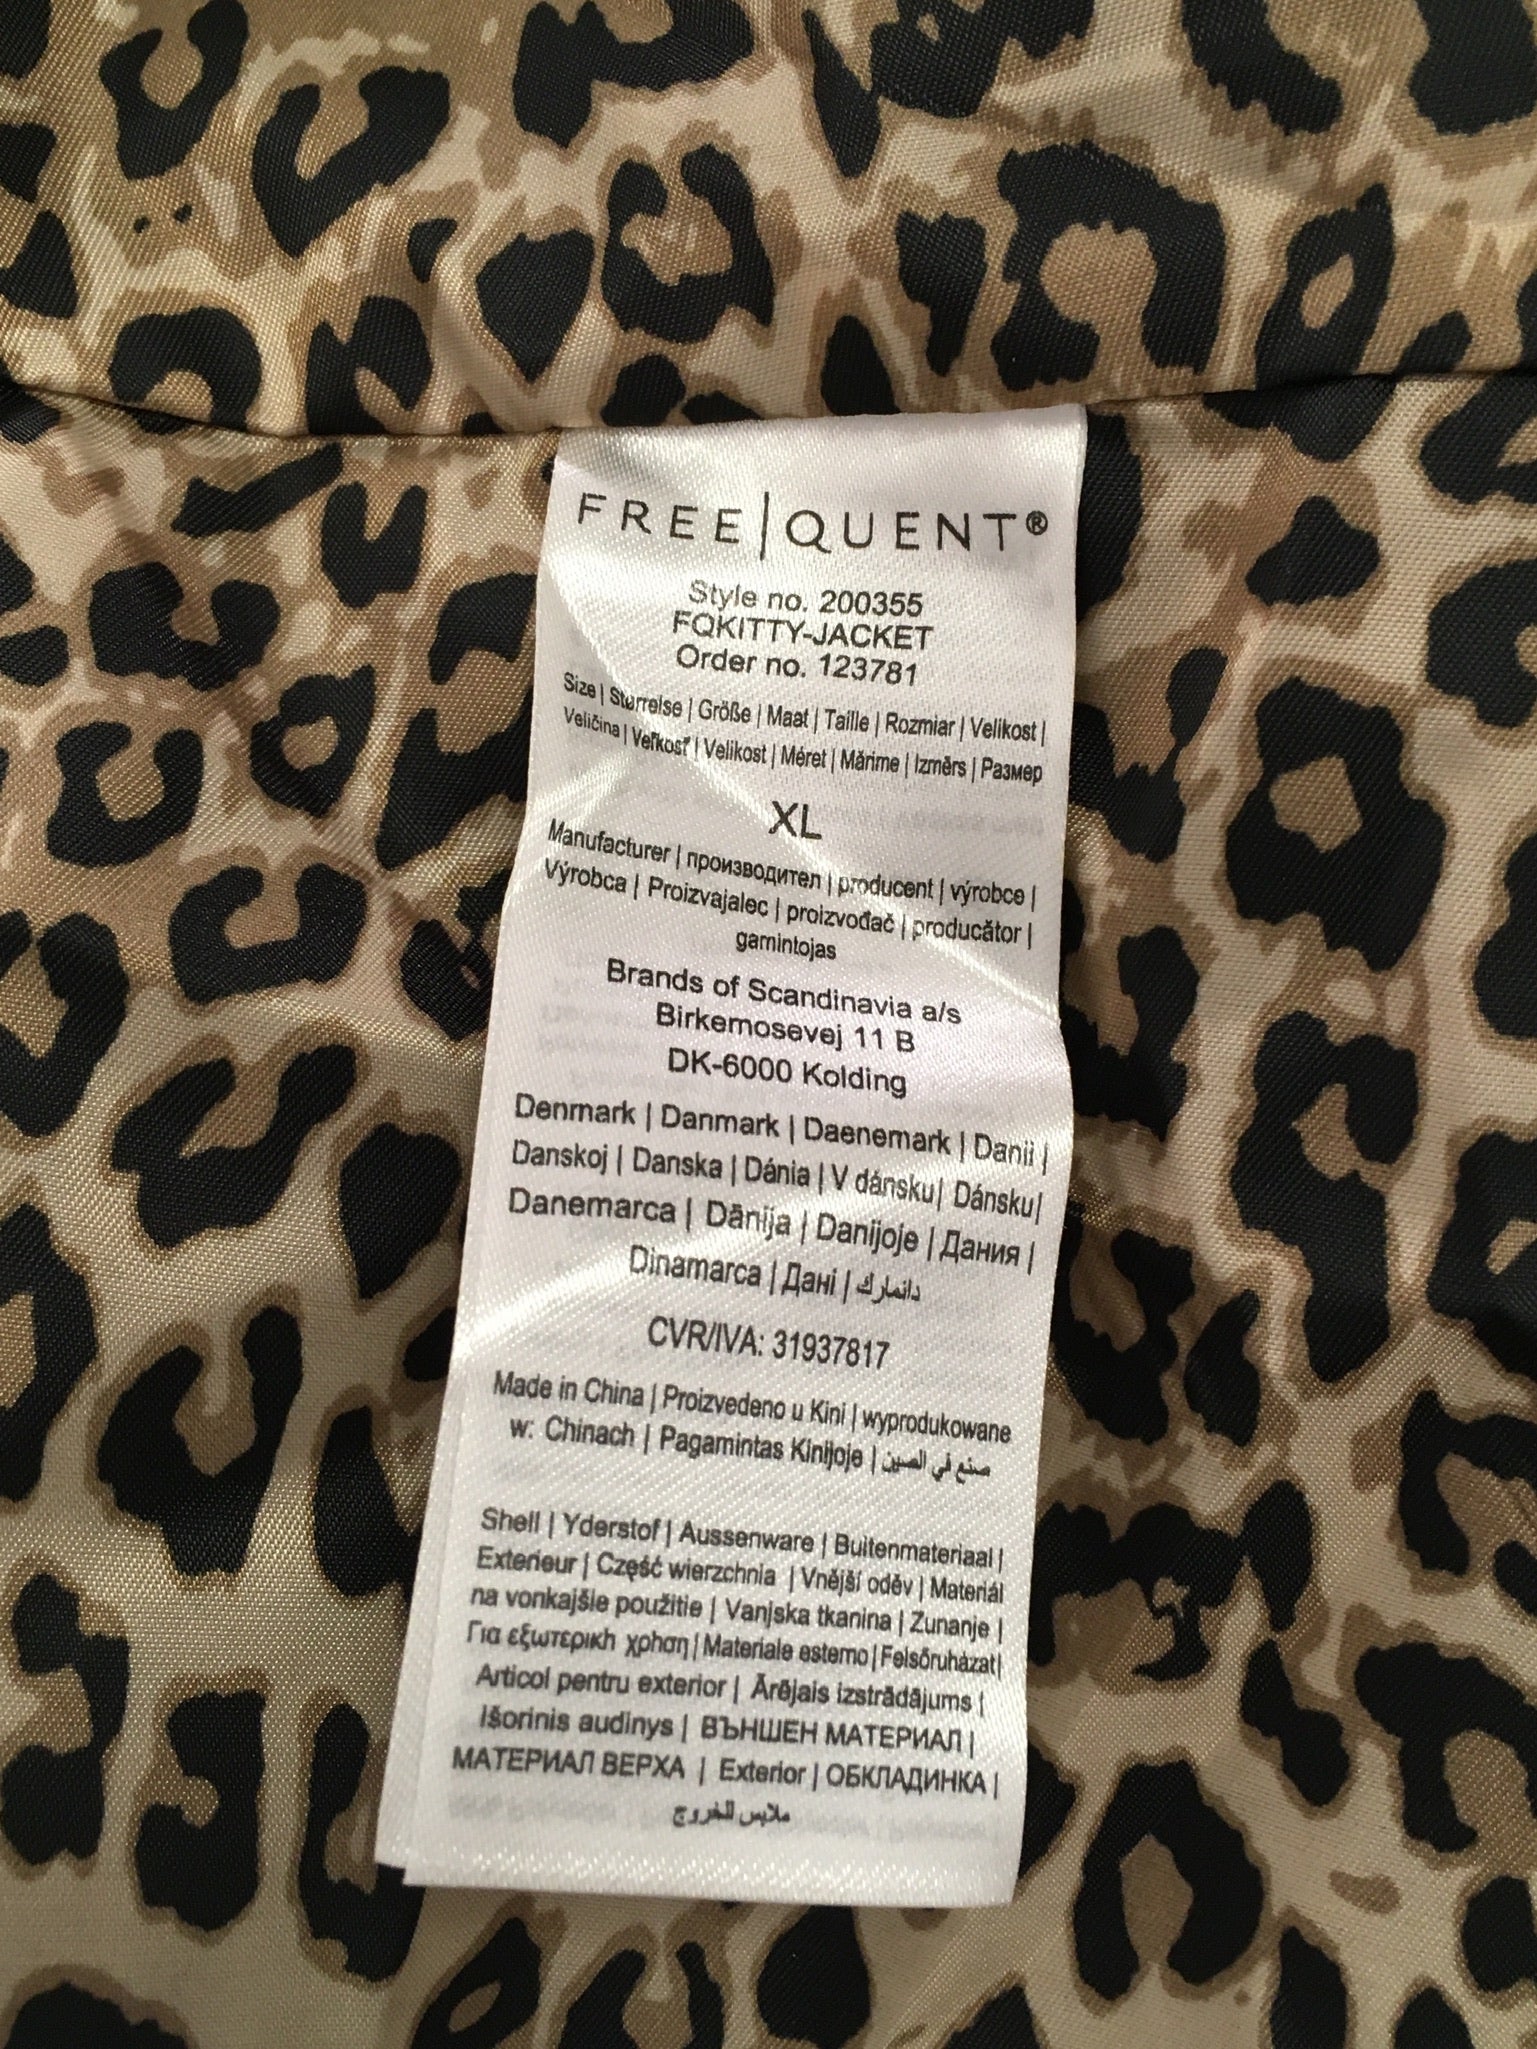 FREE|QUENT®
Style no. 200355
FQKITTY-JACKET
Order no. 123781
Size | Størrelse | Größe | Maat | Taille | Rozmiar | Velikost |
Veličina | Veľkosť | Velikost | Méret | Mărime | Izmērs | Размер
XL
Manufacturer | производител | producent | výrobce |
Výrobca | Proizvajalec | proizvođač | producător |
gamintojas
Brands of Scandinavia a/s
Birkemosevej 11 B
DK-6000 Kolding
Denmark | Danmark | Daenemark | Danii |
Danskoj | Danska | Dánia | V dánsku| Dánsku|
Danemarca | Dānija | Danijoje | Дания |
Dinamarca | Дані | دانمارك
CVR/IVA: 31937817
Made in China | Proizvedeno u Kini | wyprodukowane
w: Chinach | Pagamintas Kinijoje | صنع في الصين
Shell | Yderstof | Aussenware | Buitenmateriaal |
Exterieur | Część wierzchnia | Vnější oděv | Materiál
na vonkajšie použitie | Vanjska tkanina | Zunanje |
Για εξωτερικh χρhση | Materiale esterno | Felsőruházat|
Articol pentru exterior | Ārējais izstrādājums |
Išorinis audinys | ВЪНШЕН МАТЕРИАЛ |
МАТЕРИАЛ ВЕРХА | Exterior | ОБКЛАДИНКА |
ملابس للخروج